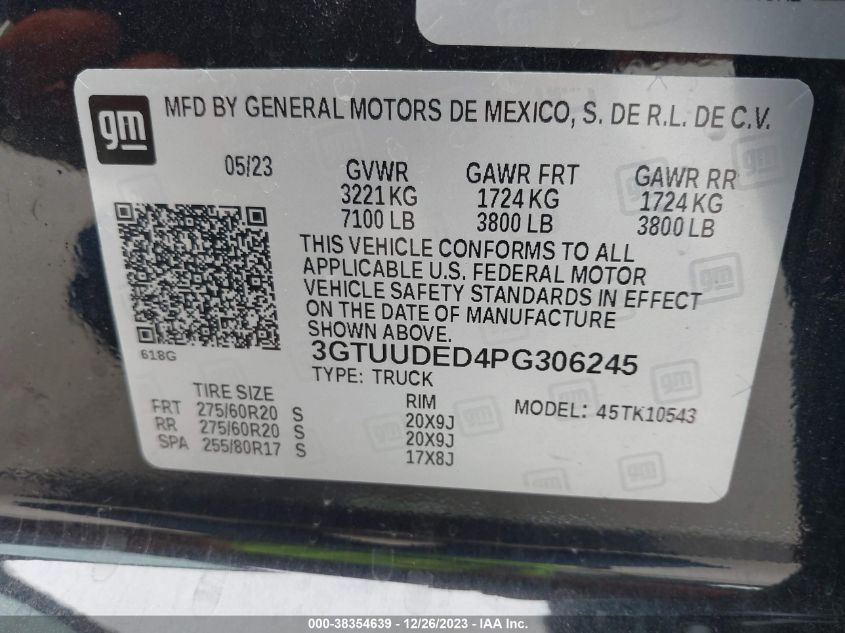 gm
MFD BY GENERAL MOTORS DE MEXICO, S. DE R.L. DE C.V.
05/23 GVWR GAWR FRT GAWR RR
3221 KG 1724 KG 1724 KG
7100 LB 3800 LB 3800 LB
THIS VEHICLE CONFORMS TO ALL
APPLICABLE U.S. FEDERAL MOTOR
VEHICLE SAFETY STANDARDS IN EFFECT
ON THE DATE OF MANUFACTURE
SHOWN ABOVE.
618G
3GTUUDED4PG306245
TYPE: TRUCK
TIRE SIZE RIM MODEL: 45TK10543
FRT 275/60R20 S 20X9J
RR 275/60R20 S 20X9J
SPA 255/80R17 S 17X8J
000-38354639 - 12/26/2023 - IAA Inc.